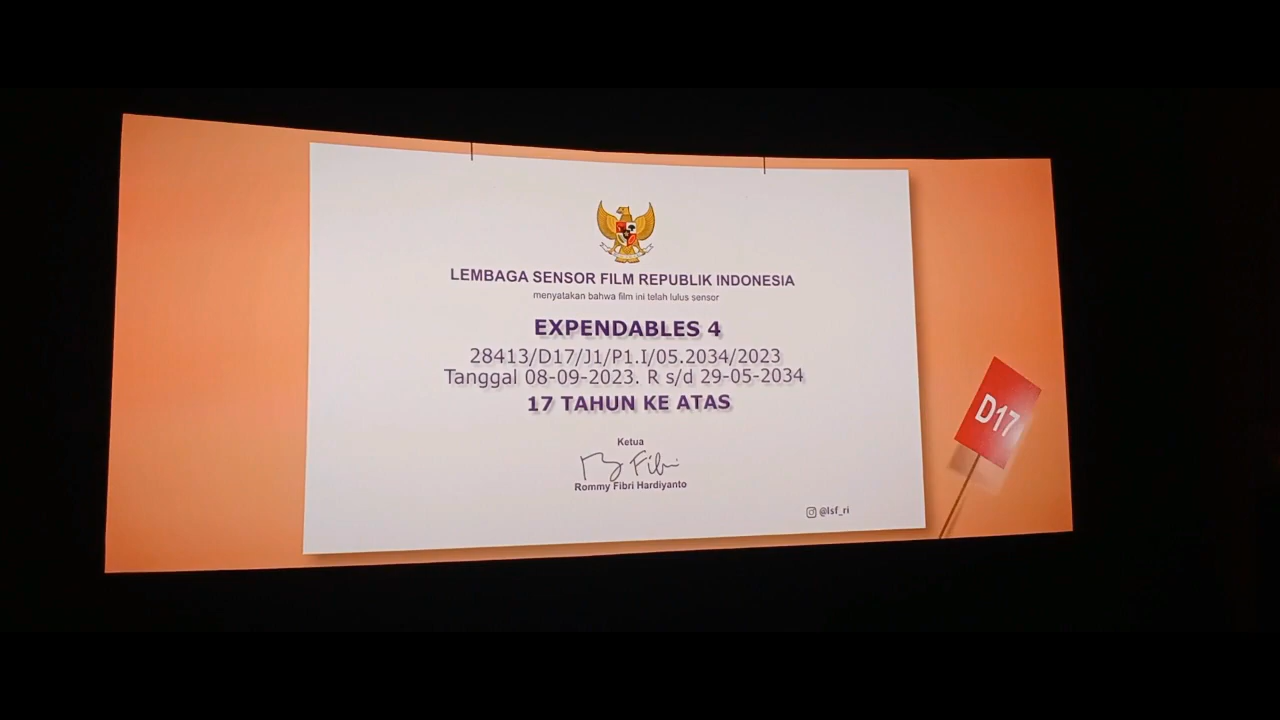 LEMBAGA SENSOR FILM REPUBLIK INDONESIA
menyatakan bahwa film ini telah lulus sensor
EXPENDABLES 4
28413/D17/J1/P1.I/05.2034/2023
Tanggal 08-09-2023. R s/d 29-05-2034
17 TAHUN KE ATAS
Ketua
Rommy Fibri Hardiyanto
@lsf_ri
D17